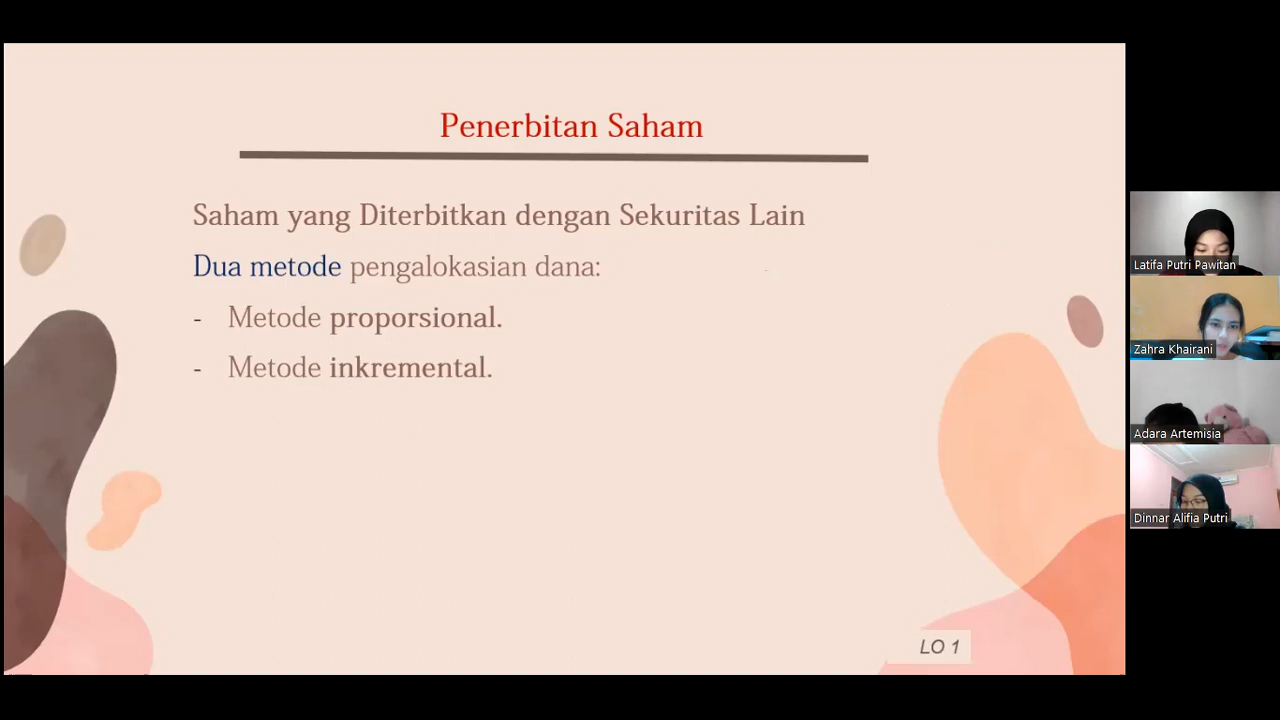 Penerbitan Saham
Saham yang Diterbitkan dengan Sekuritas Lain
Dua metode pengalokasian dana:
- Metode proporsional.
- Metode inkremental.
LO 1
Latifa Putri Pawitan
Zahra Khairani
Adara Artemisia
Dinnar Alifia Putri